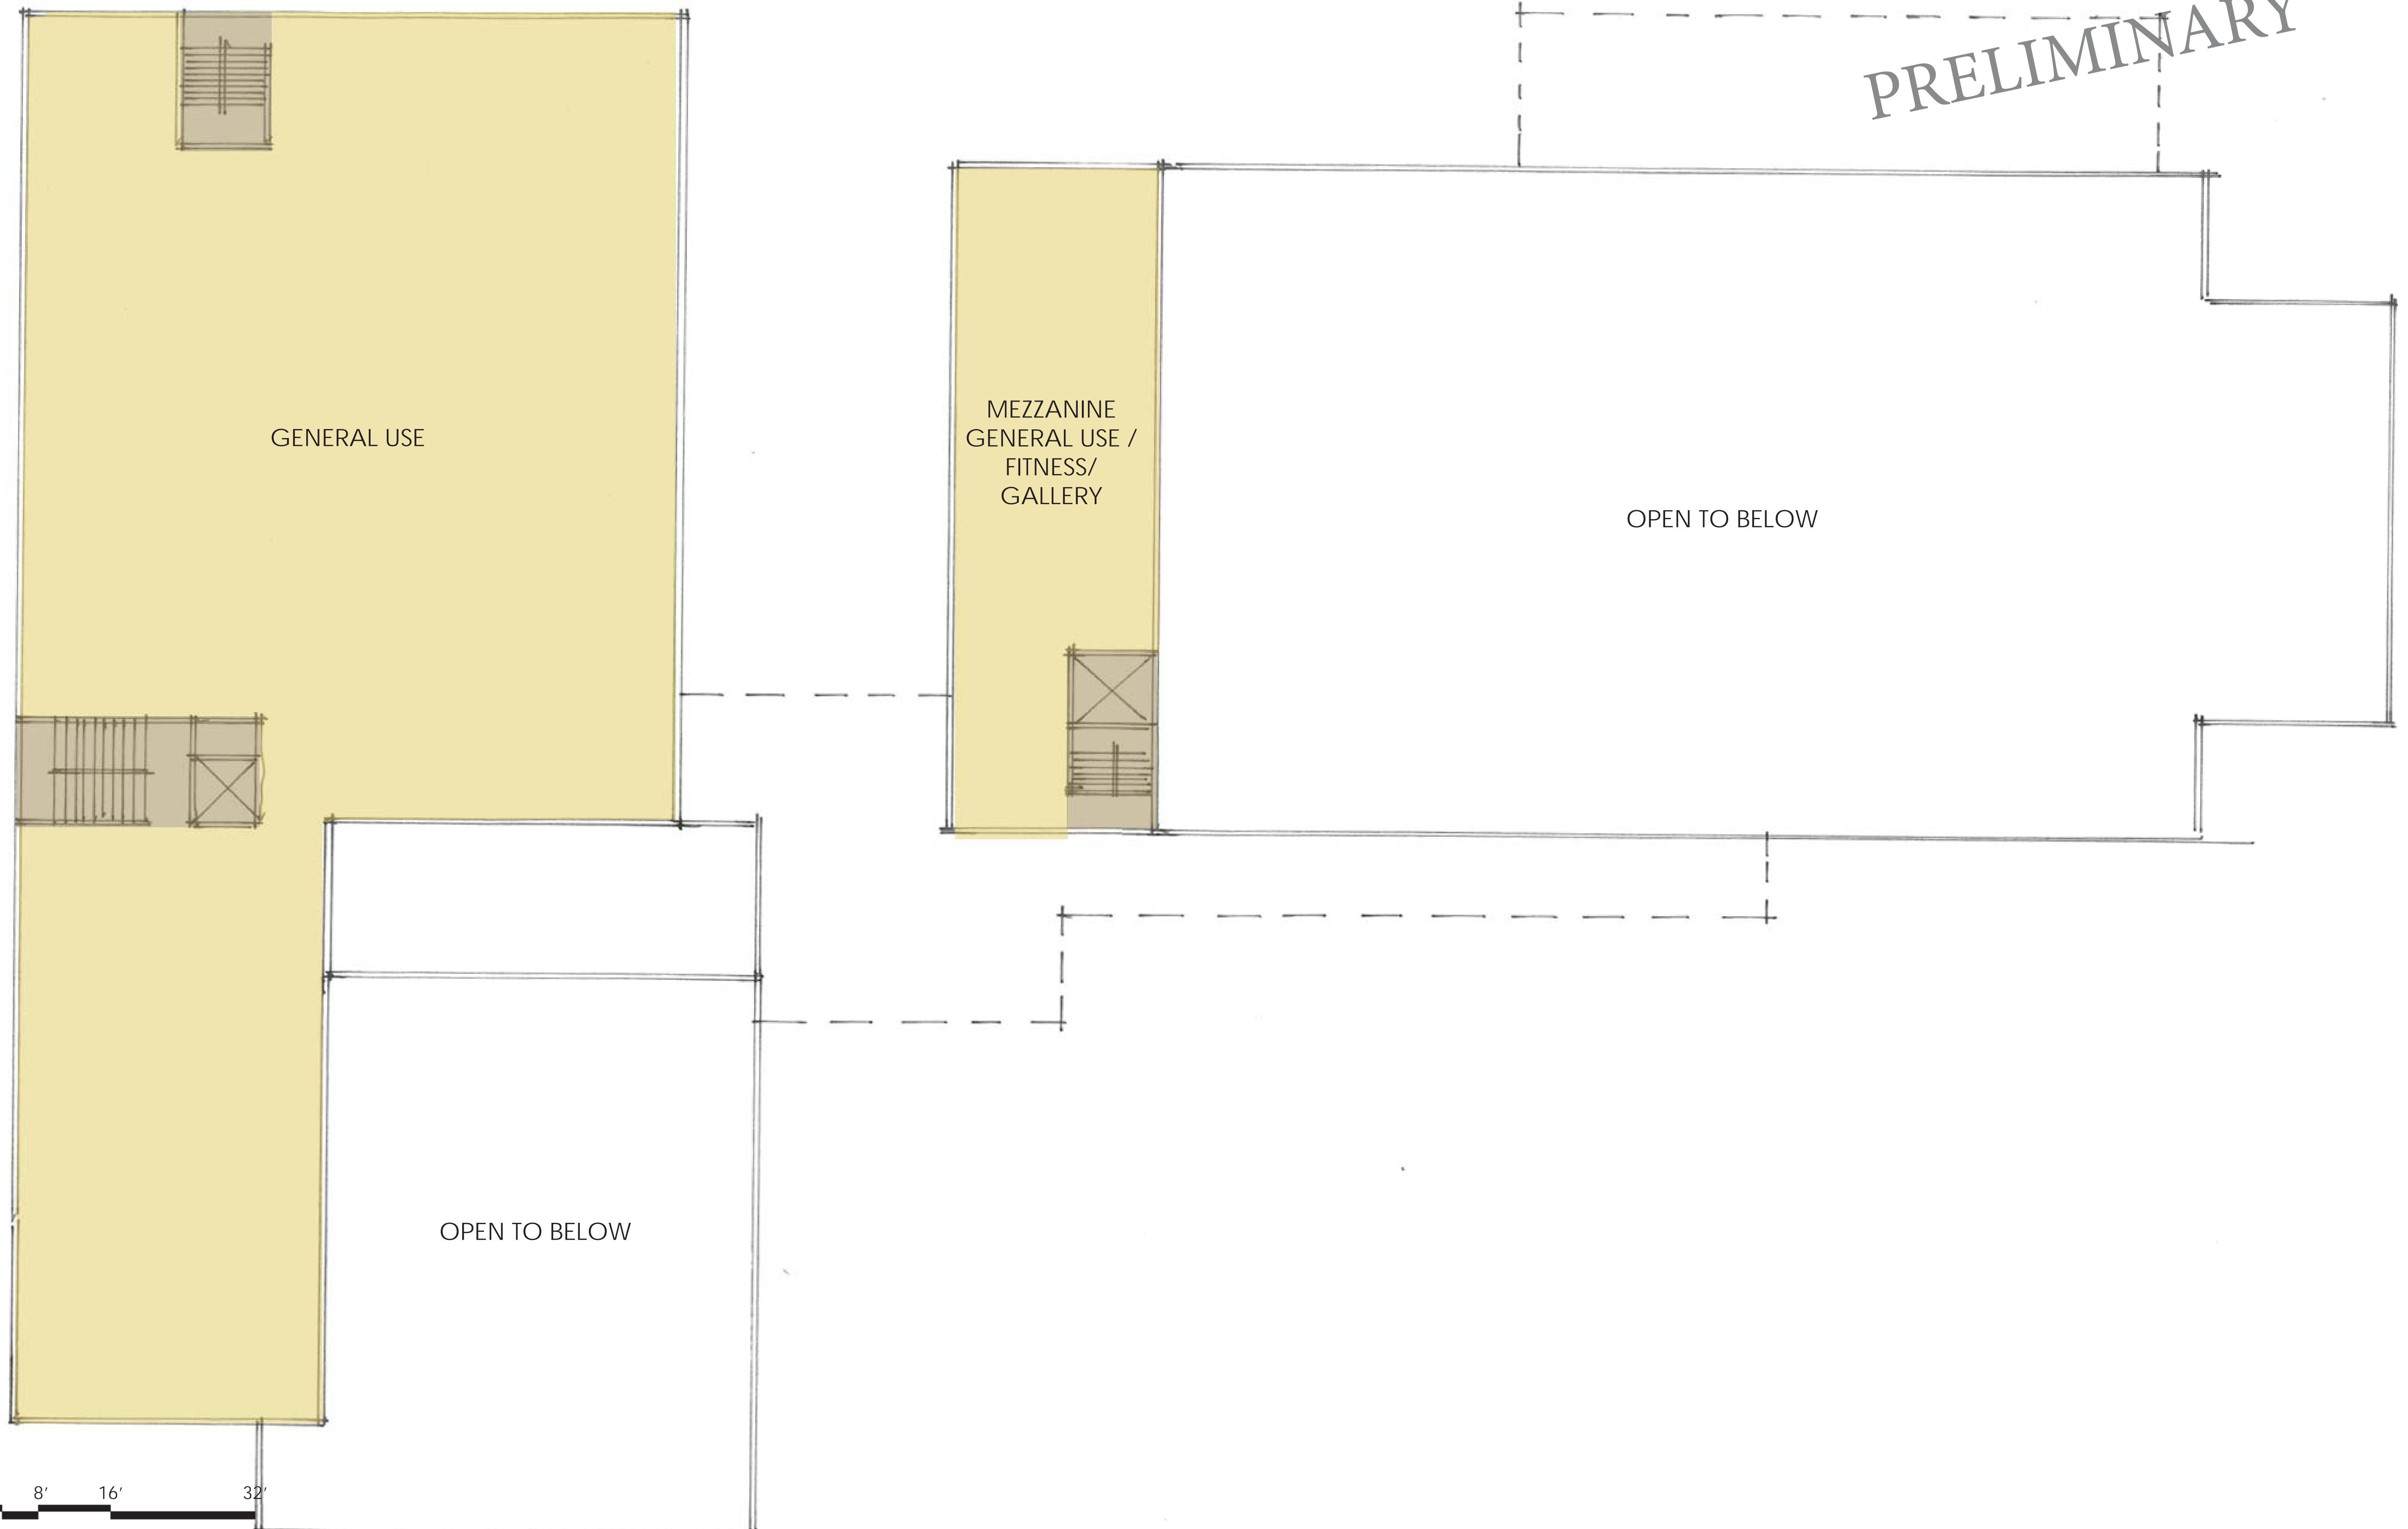 PRELIMINARY
MEZZANINE
GENERAL USE /
FITNESS/
GALLERY
GENERAL USE
OPEN TO BELOW
OPEN TO BELOW
8' 16' 32'